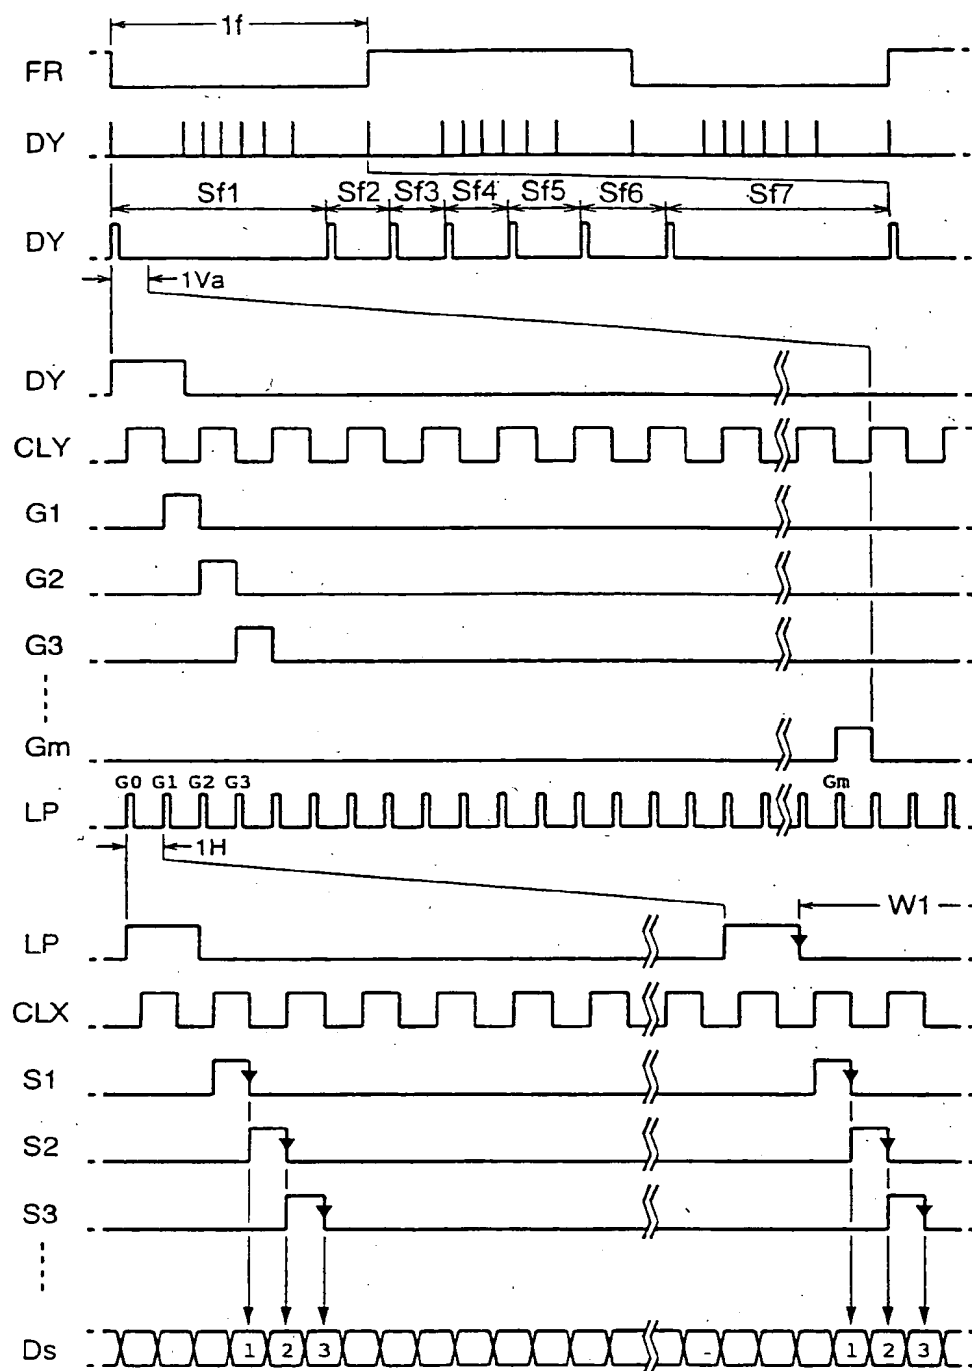 1f
FR
DY
Sf1 Sf2 Sf3 Sf4 Sf5 Sf6 Sf7
DY
1Va
DY
CLY
G1
G2
G3
Gm
G0 G1 G2 G3 Gm
LP
1H
W1
LP
CLX
S1
S2
S3
Ds 1 2 3 1 2 3